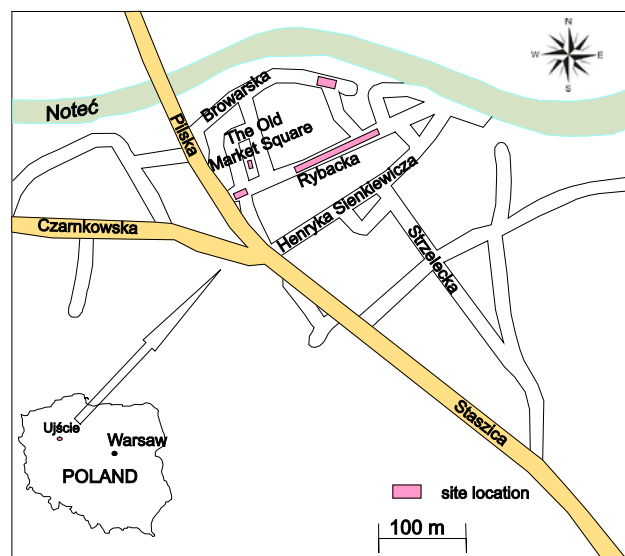 N
W
E
S
Noteć
Browarska
Pilska
The Old
Market Square
Rybacka
Henryka Sienkiewicza
Czarnkowska
Strzelecka
Staszica
Ujście
Warsaw
POLAND
site location
100 m